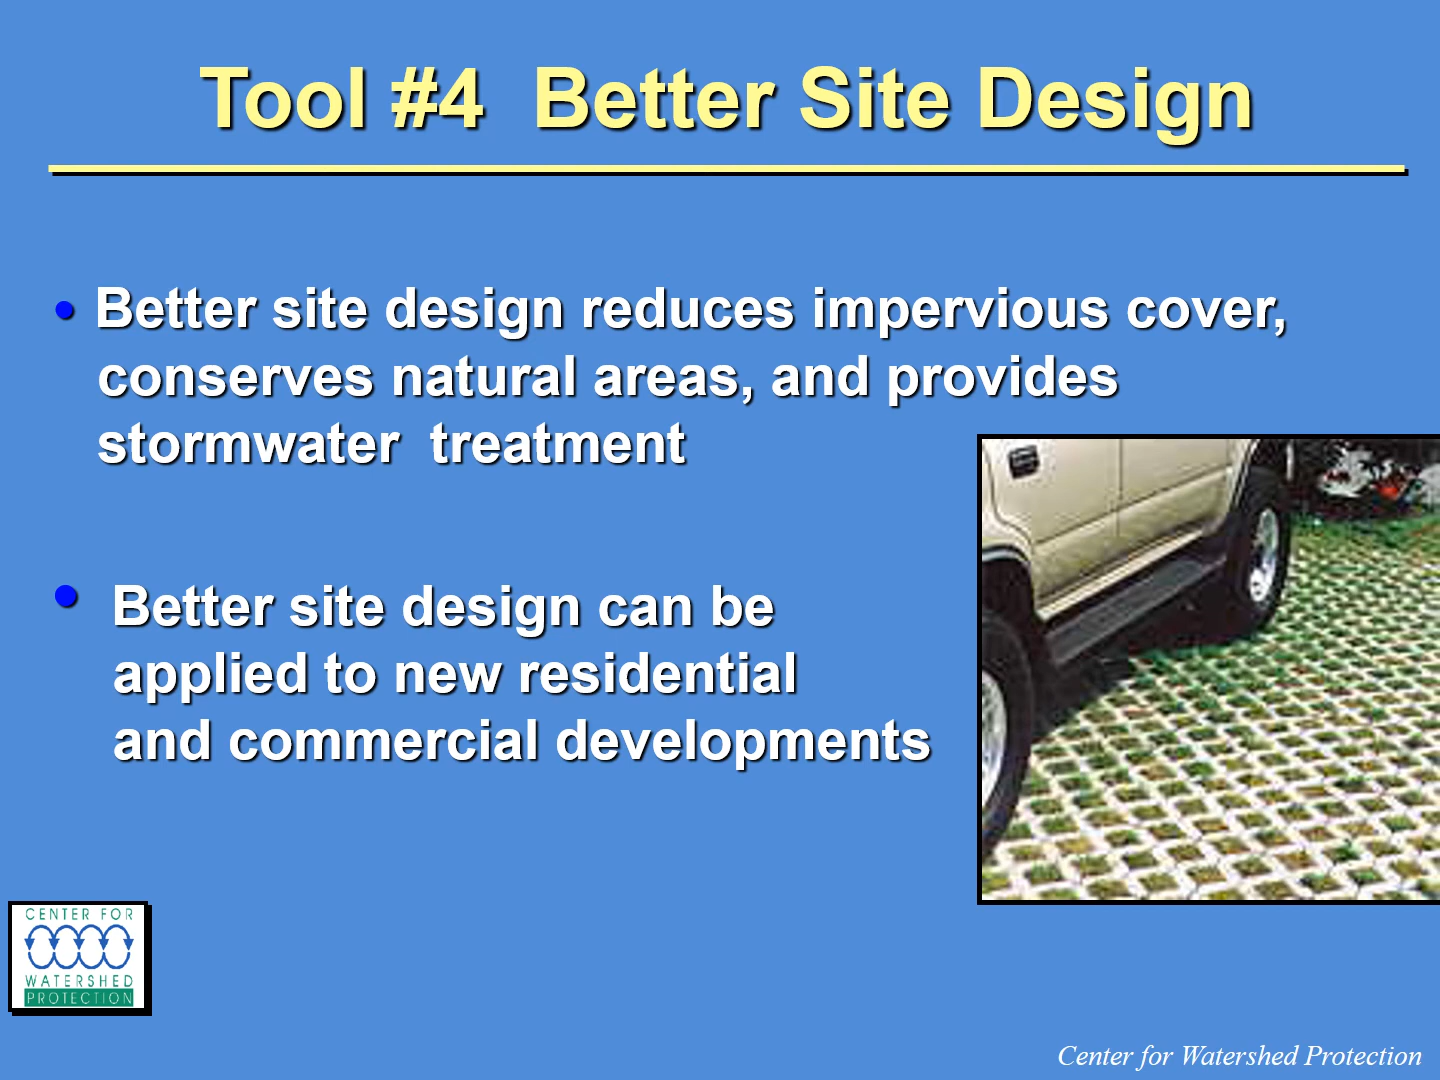 Tool #4 Better Site Design
• Better site design reduces impervious cover,
conserves natural areas, and provides
stormwater treatment
• Better site design can be
applied to new residential
and commercial developments
CENTER FOR
WATERSHED
PROTECTION
Center for Watershed Protection